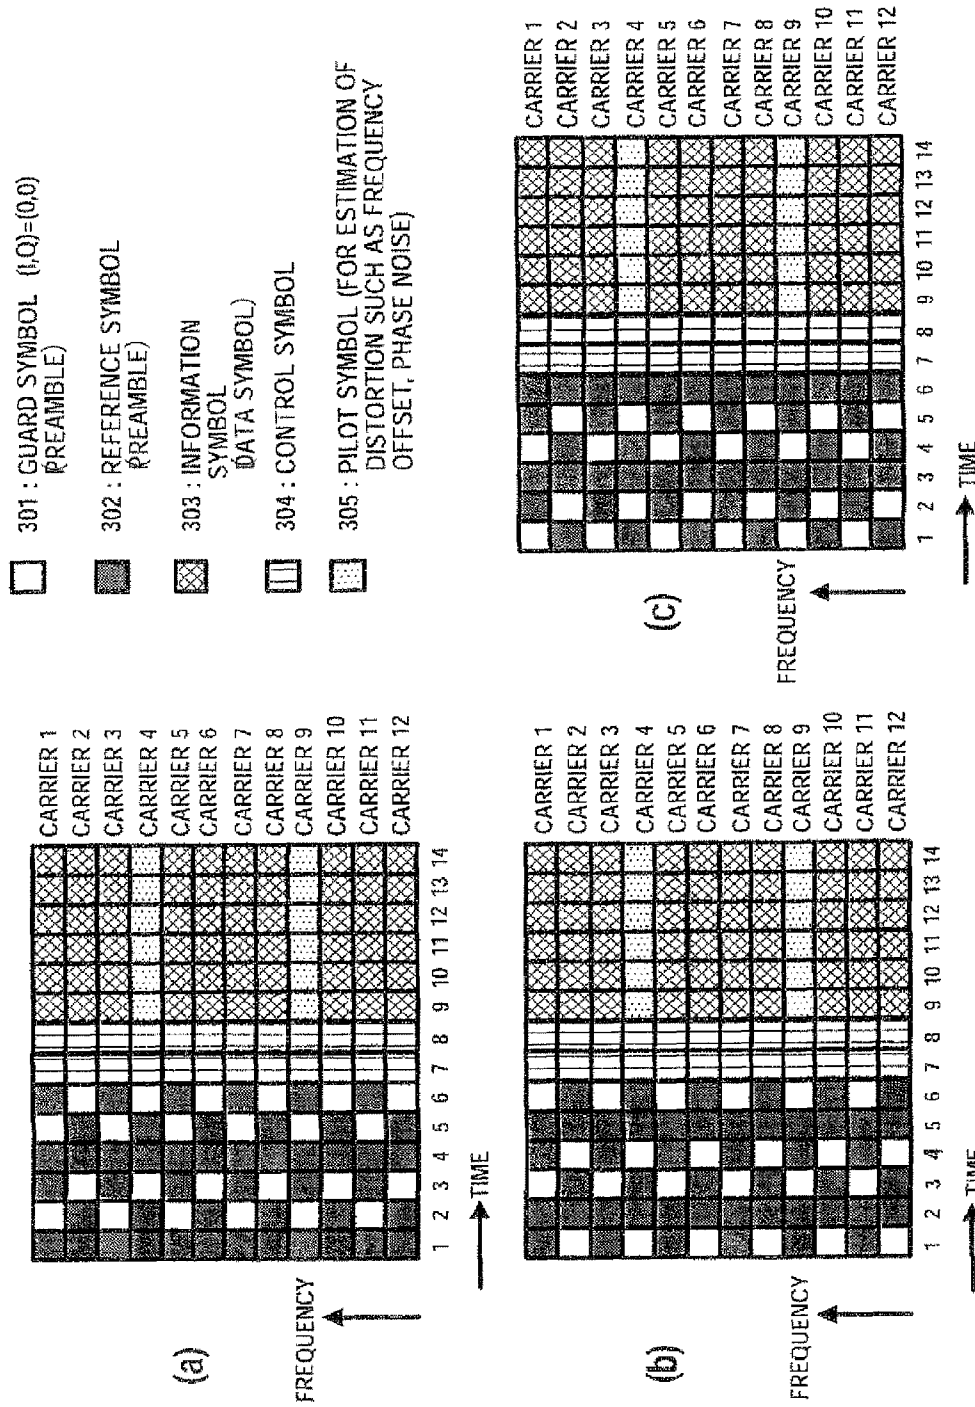 301 : GUARD SYMBOL (I,Q)=(0,0)
(PREAMBLE)
302 : REFERENCE SYMBOL
(PREAMBLE)
303 : INFORMATION
SYMBOL
DATA SYMBOL)
304 : CONTROL SYMBOL
305 : PILOT SYMBOL (FOR ESTIMATION OF
DISTORTION SUCH AS FREQUENCY
OFFSET, PHASE NOISE)
(a)
CARRIER 1
CARRIER 2
CARRIER 3
CARRIER 4
CARRIER 5
CARRIER 6
CARRIER 7
CARRIER 8
CARRIER 9
CARRIER 10
CARRIER 11
CARRIER 12
1 2 3 4 5 6 7 8 9 10 11 12 13 14
FREQUENCY
TIME
(b)
CARRIER 1
CARRIER 2
CARRIER 3
CARRIER 4
CARRIER 5
CARRIER 6
CARRIER 7
CARRIER 8
CARRIER 9
CARRIER 10
CARRIER 11
CARRIER 12
1 2 3 4 5 6 7 8 9 10 11 12 13 14
FREQUENCY
TIME
(c)
CARRIER 1
CARRIER 2
CARRIER 3
CARRIER 4
CARRIER 5
CARRIER 6
CARRIER 7
CARRIER 8
CARRIER 9
CARRIER 10
CARRIER 11
CARRIER 12
1 2 3 4 5 6 7 8 9 10 11 12 13 14
FREQUENCY
TIME